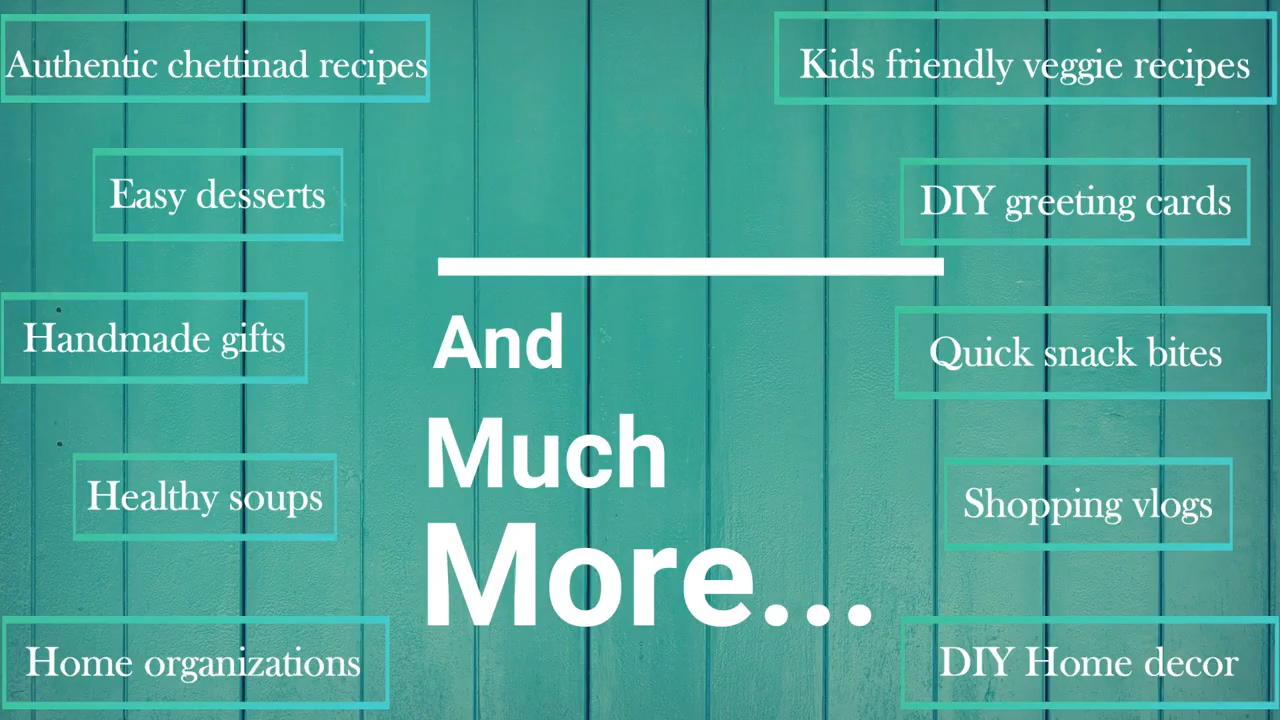 Authentic chettinad recipes
Easy desserts
Handmade gifts
Healthy soups
Home organizations
And
Much
More...
Kids friendly veggie recipes
DIY greeting cards
Quick snack bites
Shopping vlogs
DIY Home decor